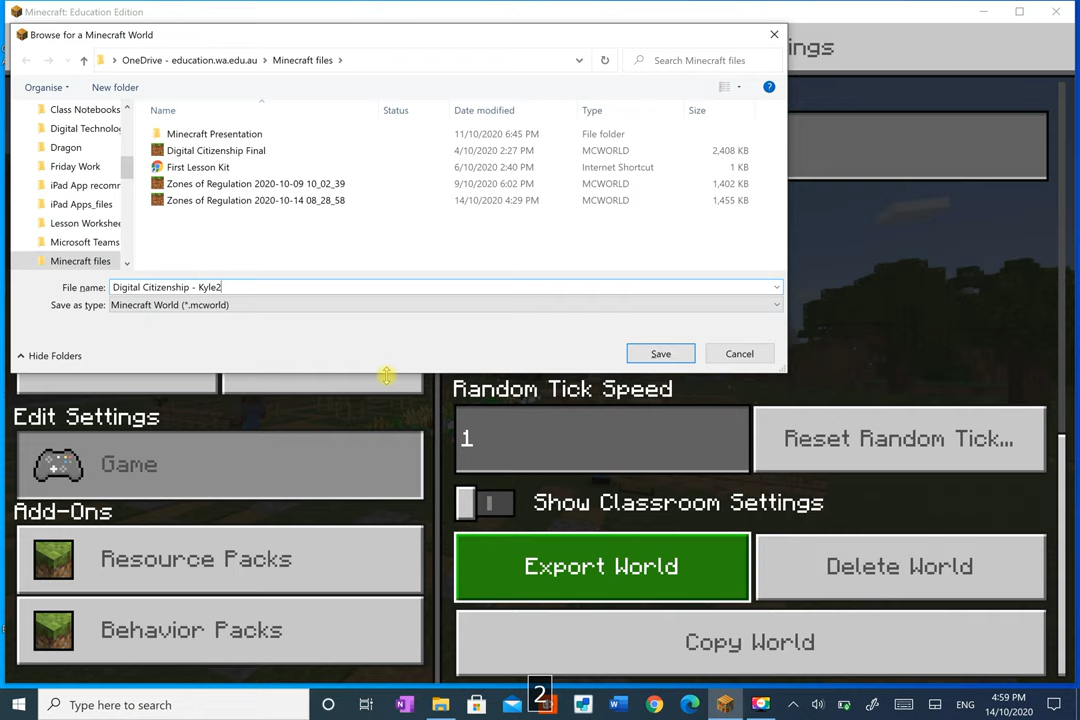 Minecraft: Education Edition
Browse for a Minecraft World
ings
OneDrive - education.wa.edu.au > Minecraft files >
Search Minecraft files
Organise
New folder
Name Status Date modified Type Size
Class Notebooks
Digital Technolo
Dragon
Friday Work
iPad App recomm
iPad Apps_files
Lesson Workshee
Microsoft Teams
Minecraft files
Minecraft Presentation 11/10/2020 6:45 PM File folder
Digital Citizenship Final 4/10/2020 2:27 PM MCWORLD 2,408 KB
First Lesson Kit 6/10/2020 2:40 PM Internet Shortcut 1 KB
Zones of Regulation 2020-10-09 10_02_39 9/10/2020 6:02 PM MCWORLD 1,402 KB
Zones of Regulation 2020-10-14 08_28_58 14/10/2020 4:29 PM MCWORLD 1,455 KB
File name: Digital Citizenship - Kyle2
Save as type: Minecraft World (*.mcworld)
Hide Folders
Save
Cancel
Edit Settings
Game
Add-Ons
Resource Packs
Behavior Packs
Random Tick Speed
1
Reset Random Tick...
Show Classroom Settings
Export World
Delete World
Copy World
Type here to search
2
ENG
4:59 PM
14/10/2020